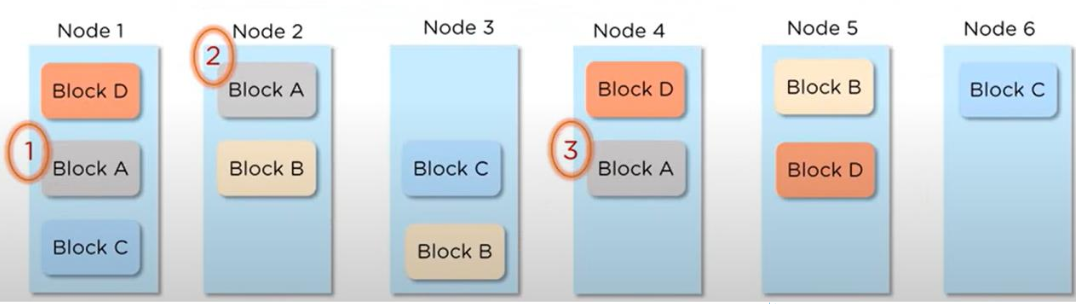 Node 1
Block D
1
Block A
Block C
Node 2
2
Block A
Block B
Node 3
Block C
Block B
Node 4
Block D
3
Block A
Node 5
Block B
Block D
Node 6
Block C